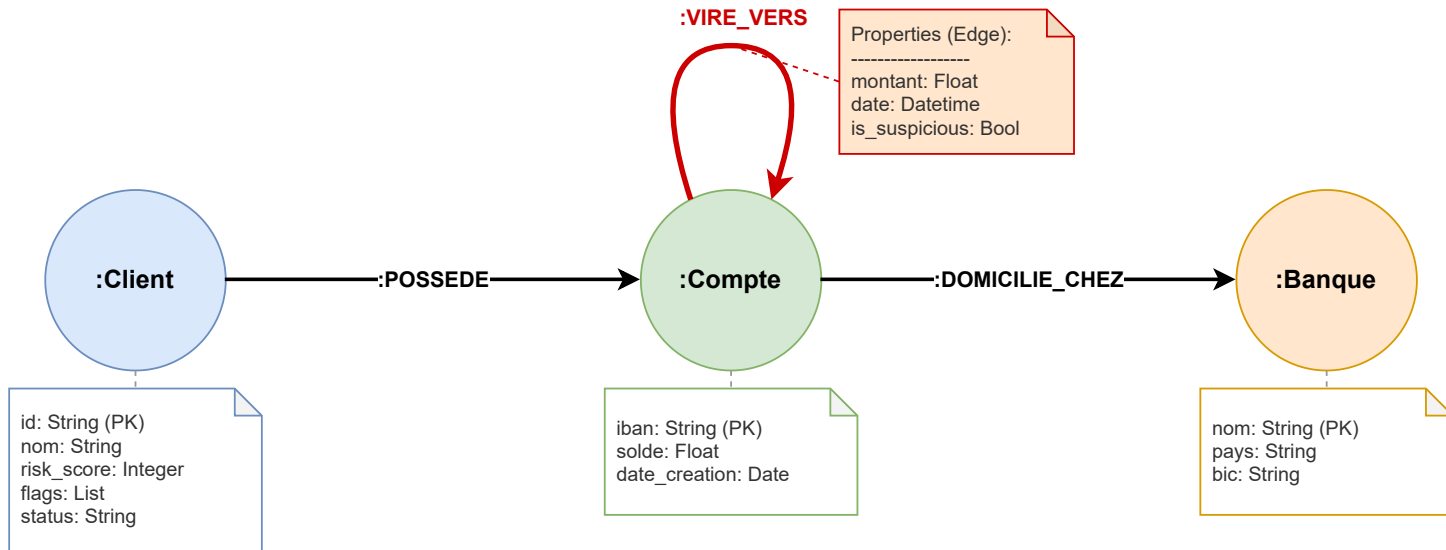 :VIRE_VERS
Properties (Edge):
------------------
montant: Float
date: Datetime
is_suspicious: Bool
:Client
:POSSEDE
:Compte
:DOMICILIE_CHEZ
:Banque
id: String (PK)
nom: String
risk_score: Integer
flags: List
status: String
iban: String (PK)
solde: Float
date_creation: Date
nom: String (PK)
pays: String
bic: String